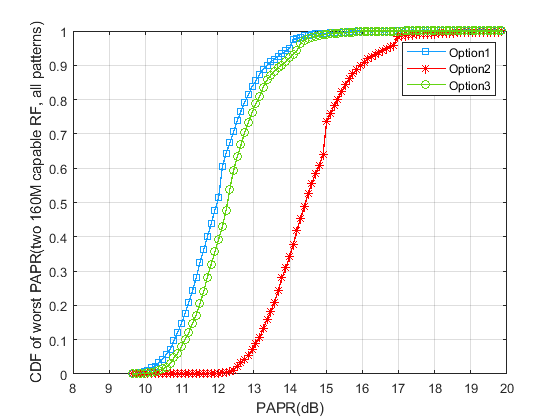 CDF of worst PAPR(two 160M capable RF, all patterns)
1
0.9
0.8
0.7
0.6
0.5
0.4
0.3
0.2
0.1
0
Option1
Option2
Option3
8 9 10 11 12 13 14 15 16 17 18 19 20
PAPR(dB)